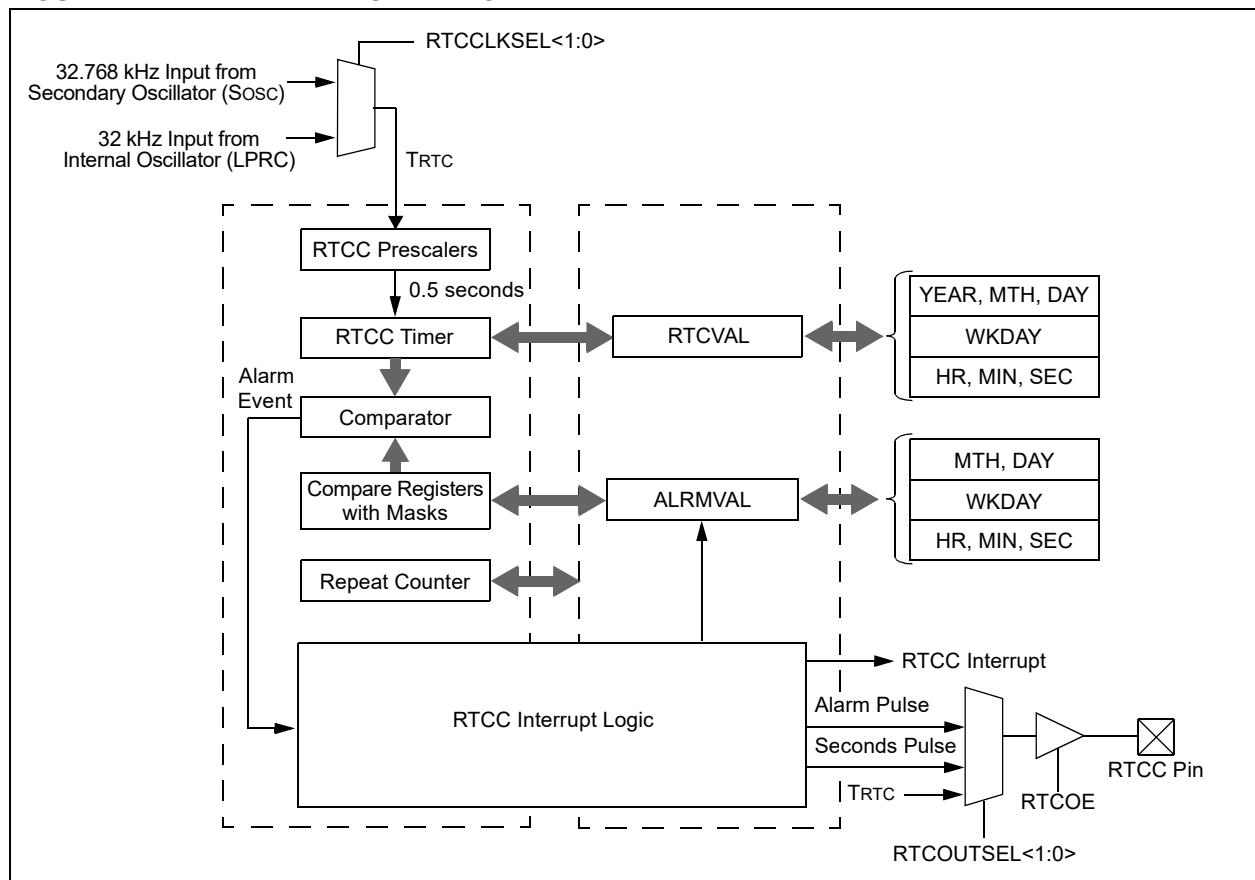 RTCCLKSEL<1:0>
32.768 kHz Input from
Secondary Oscillator (SOSC)
32 kHz Input from
Internal Oscillator (LPRC)
TRTC
RTCC Prescalers
0.5 seconds
RTCC Timer
RTCVAL
YEAR, MTH, DAY
WKDAY
HR, MIN, SEC
Alarm
Event
Comparator
Compare Registers
with Masks
ALRMVAL
MTH, DAY
WKDAY
HR, MIN, SEC
Repeat Counter
RTCC Interrupt Logic
RTCC Interrupt
Alarm Pulse
Seconds Pulse
TRTC
RTCC Pin
RTCOE
RTCOUTSEL<1:0>